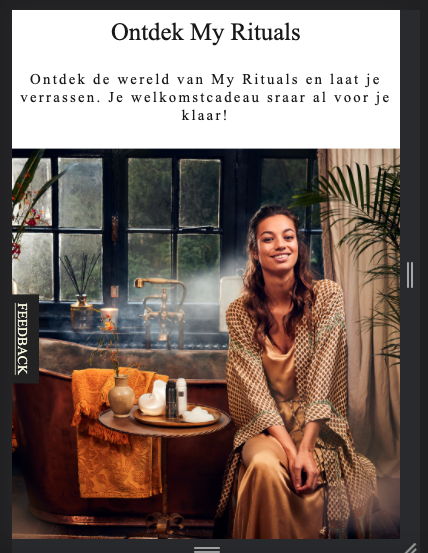 Ontdek My Rituals
Ontdek de wereld van My Rituals en laat je
verrassen. Je welkomstcadeau sraar al voor je
klaar!
FEEDBACK